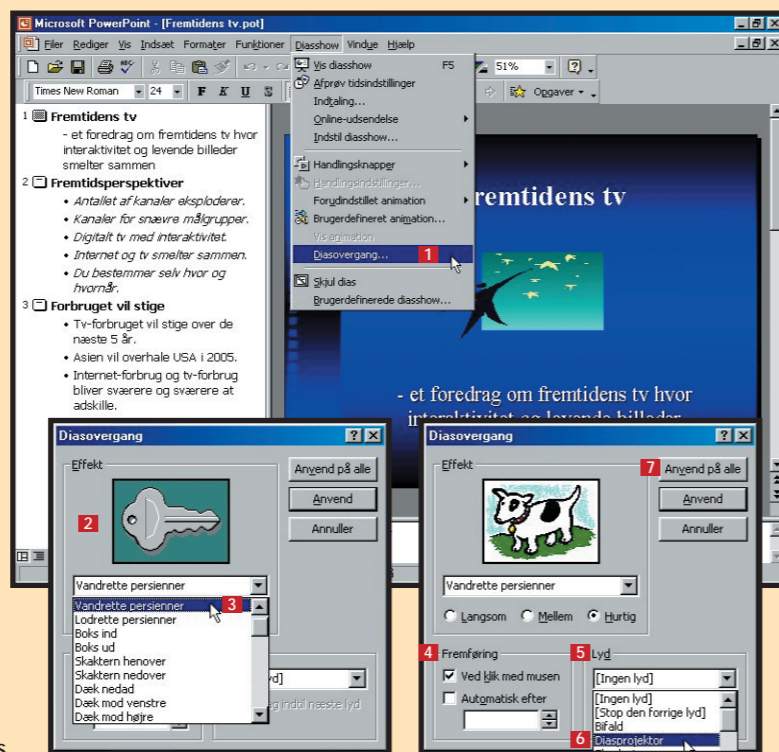 Microsoft PowerPoint - [Fremtidens tv.pot]
Filer Rediger Vis Indsæt Formater Funktioner Diasshow Vindue Hjælp
51%
Times New Roman 24 F K U S Opgaver
Vis diasshow F5
Afprøv tidsindstillinger
Indtaling...
Online-udsendelse
Indstil diasshow...
Handlingsknapper
Handlingsindstillinger...
Forudindstillet animation
Brugerdefineret animation...
Vis animation
Diasovergang... 1
Skjul dias
Brugerdefinerede diasshow...
1 Fremtidens tv
- et foredrag om fremtidens tv hvor
interaktivitet og levende billeder
smelter sammen
2 Fremtidsperspektiver
• Antallet af kanaler eksploderer.
• Kanaler for snævre målgrupper.
• Digitalt tv med interaktivitet.
• Internet og tv smelter sammen.
• Du bestemmer selv hvor og
hvornår.
3 Forbruget vil stige
• Tv-forbruget vil stige over de
næste 5 år.
• Asien vil overhale USA i 2005.
• Internet-forbrug og tv-forbrug
bliver sværere og sværere at
adskille.
remtidens tv
- et foredrag om fremtidens tv hvor
interaktivitet og levende billeder
Diasovergang
Effekt
2
Anvend på alle
Anvend
Annuller
Vandrette persienner
Vandrette persienner 3
Lodrette persienner
Boks ind
Boks ud
Skaktern henover
Skaktern nedover
Dæk nedad
Dæk mod venstre
Dæk mod højre
yd]
g indtil næste lyd
Diasovergang
Effekt
7 Anvend på alle
Anvend
Annuller
Vandrette persienner
Langsom Mellem Hurtig
4 Fremføring
Ved klik med musen
Automatisk efter
5 Lyd
[Ingen lyd]
[Ingen lyd]
[Stop den forrige lyd]
Bifald
6 Diasprojektor